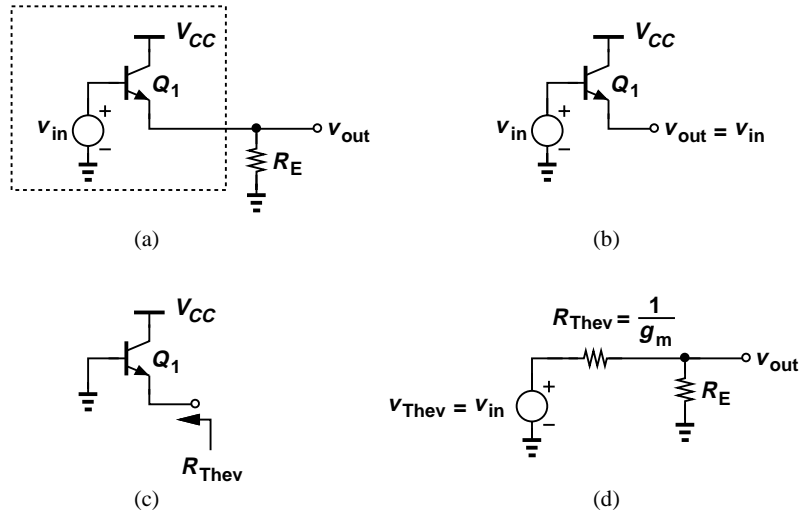 V_CC
Q_1
v_in
+
−
v_out
R_E
(a)
V_CC
Q_1
v_in
+
−
v_out = v_in
(b)
V_CC
Q_1
R_Thev
(c)
R_Thev = 1/g_m
v_Thev = v_in
+
−
v_out
R_E
(d)